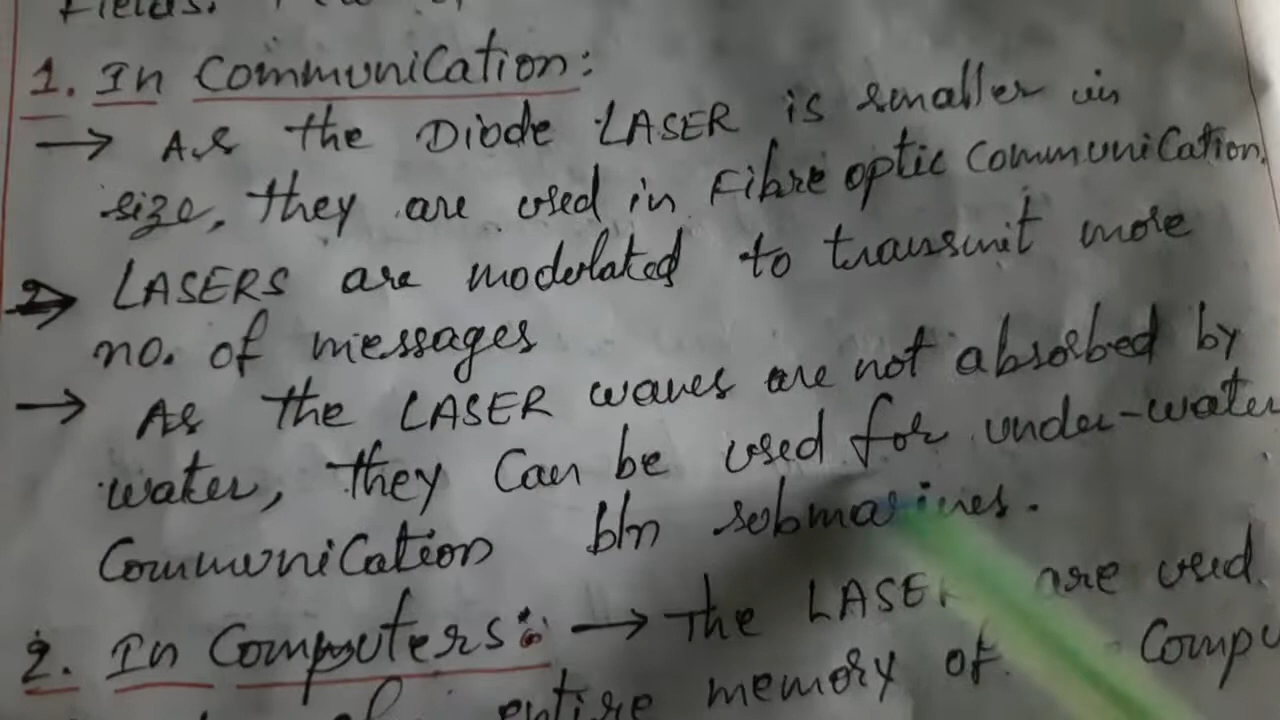 Fields.
1. In Communication:
→ As the Diode LASER is smaller in
size, they are used in Fibre optic Communication.
→ LASERS are modulated to transmit more
no. of messages
→ As the LASER waves are not absorbed by
water, they Can be used for under-water
Communication b/n submarines.
2. In Computers: → The LASER are used
entire memory of Compu